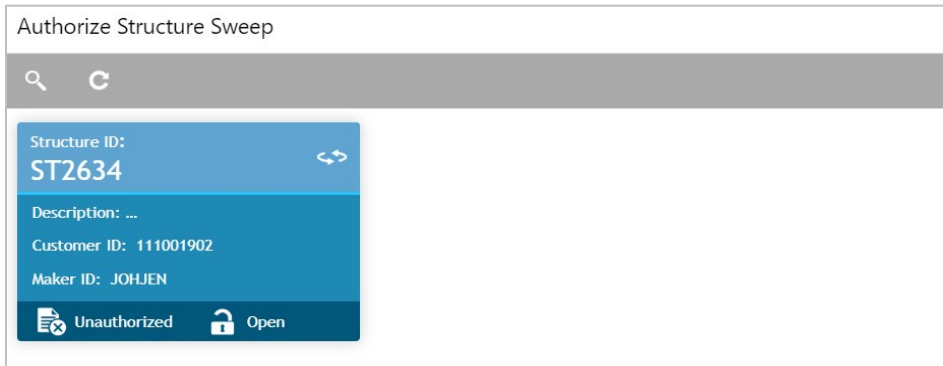 Authorize Structure Sweep
Structure ID:
ST2634
Description: ...
Customer ID: 111001902
Maker ID: JOHJEN
Unauthorized Open